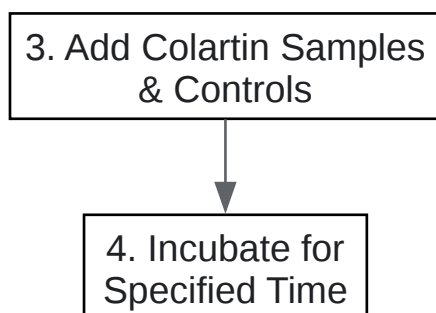 3. Add Colartin Samples
& Controls
4. Incubate for
Specified Time